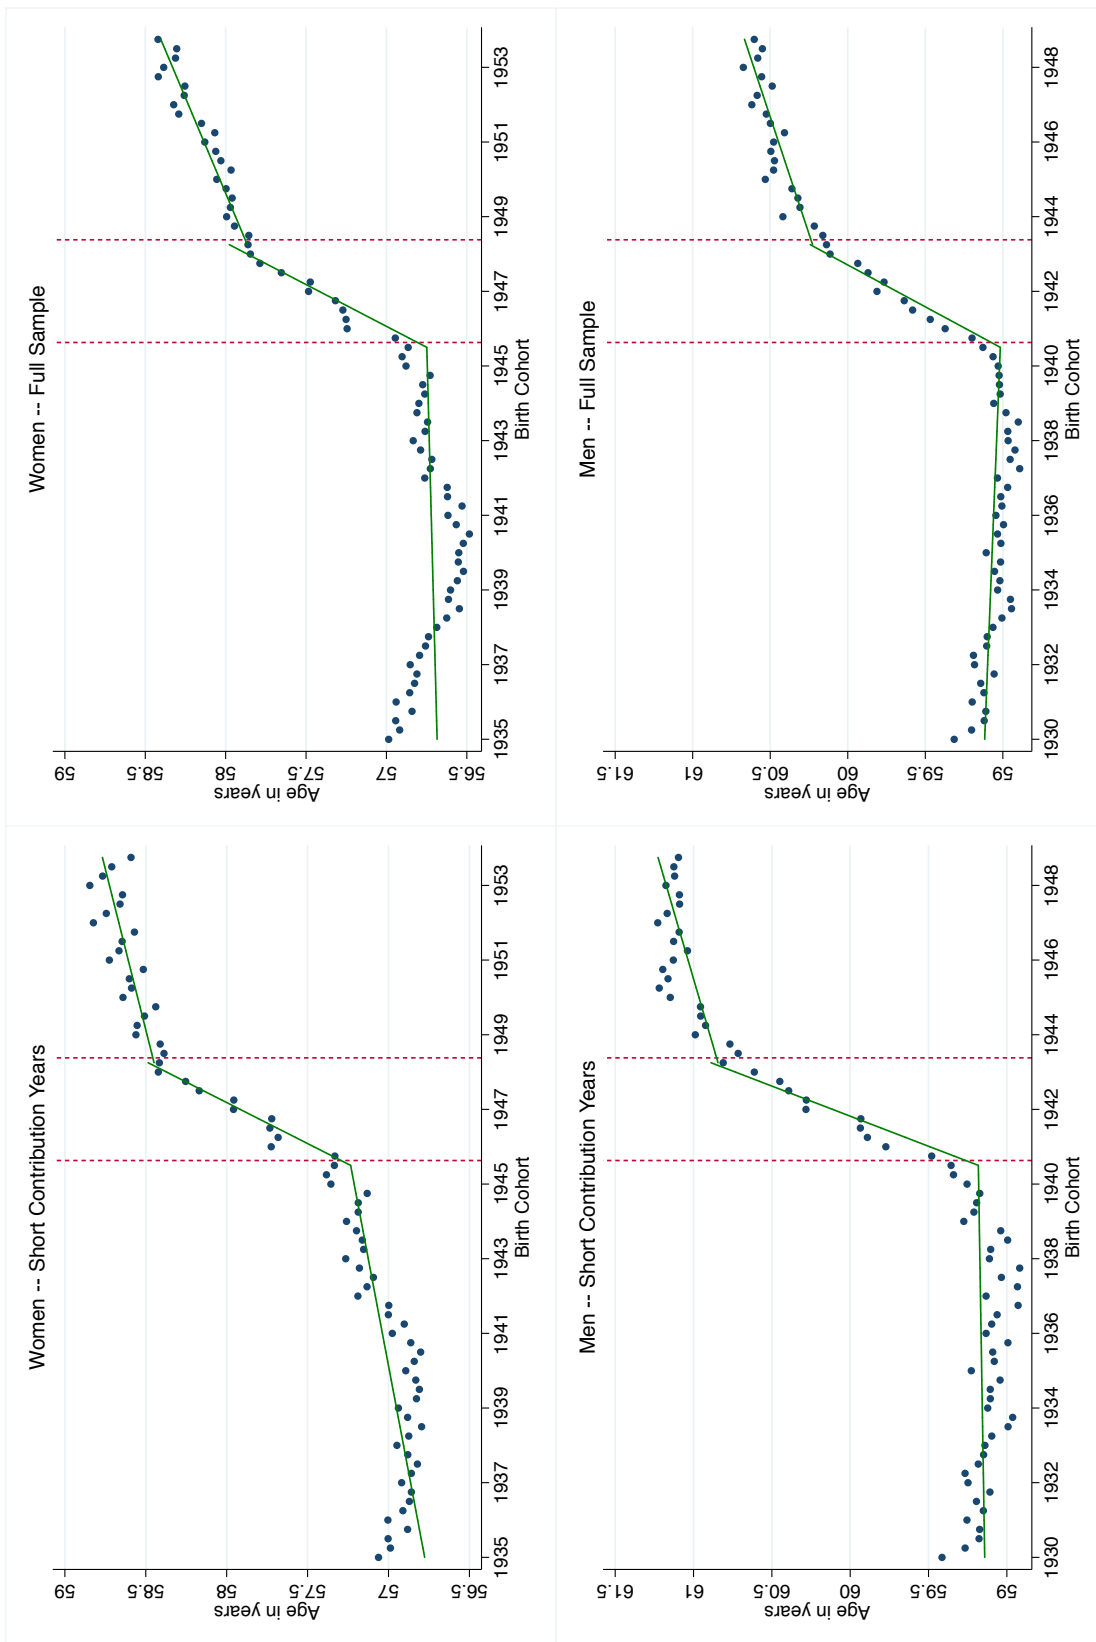 Women -- Short Contribution Years
59
58.5
58
57.5
57
56.5
Age in years
1935 1937 1939 1941 1943 1945 1947 1949 1951 1953
Birth Cohort
Women -- Full Sample
59
58.5
58
57.5
57
56.5
Age in years
1935 1937 1939 1941 1943 1945 1947 1949 1951 1953
Birth Cohort
Men -- Short Contribution Years
61.5
61
60.5
60
59.5
59
Age in years
1930 1932 1934 1936 1938 1940 1942 1944 1946 1948
Birth Cohort
Men -- Full Sample
61.5
61
60.5
60
59.5
59
Age in years
1930 1932 1934 1936 1938 1940 1942 1944 1946 1948
Birth Cohort